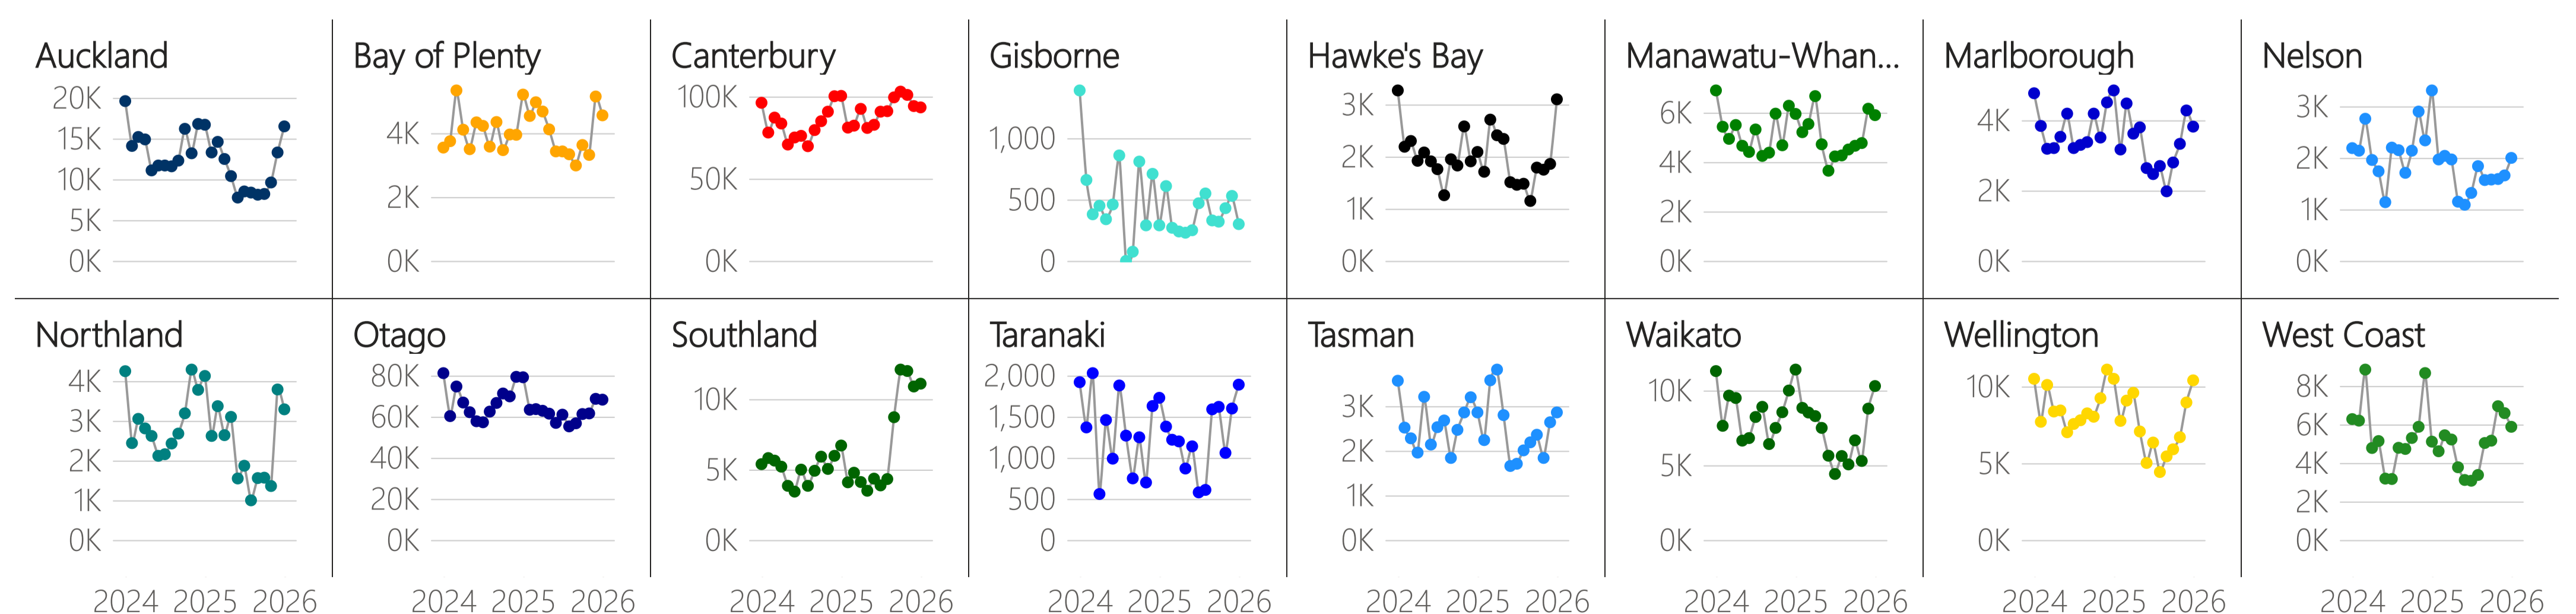 Auckland
20K
15K
10K
5K
0K
Bay of Plenty
4K
2K
0K
Canterbury
100K
50K
0K
Gisborne
1,000
500
0
Hawke's Bay
3K
2K
1K
0K
Manawatu-Whan...
6K
4K
2K
0K
Marlborough
4K
2K
0K
Nelson
3K
2K
1K
0K
Northland
4K
3K
2K
1K
0K
2024 2025 2026
Otago
80K
60K
40K
20K
0K
2024 2025 2026
Southland
10K
5K
0K
2024 2025 2026
Taranaki
2,000
1,500
1,000
500
0
2024 2025 2026
Tasman
3K
2K
1K
0K
2024 2025 2026
Waikato
10K
5K
0K
2024 2025 2026
Wellington
10K
5K
0K
2024 2025 2026
West Coast
8K
6K
4K
2K
0K
2024 2025 2026